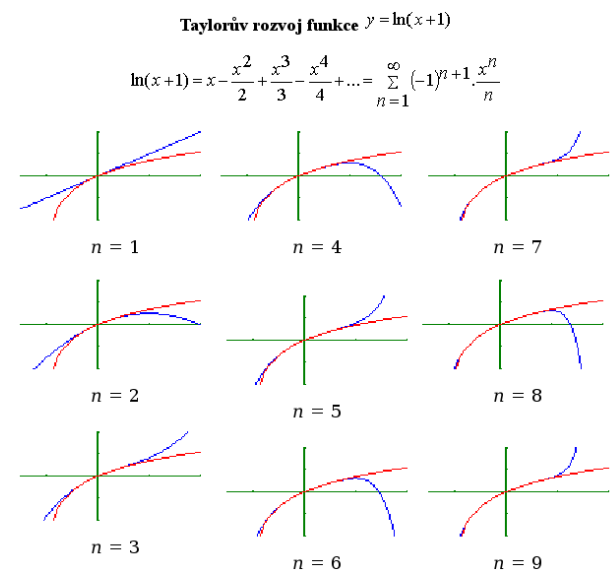 Taylorův rozvoj funkce y = ln(x+1)
ln(x+1) = x - x²/2 + x³/3 - x⁴/4 + ... = ∑_{n=1}^{∞} (-1)^{n+1} . xⁿ/n
n = 1
n = 4
n = 7
n = 2
n = 5
n = 8
n = 3
n = 6
n = 9